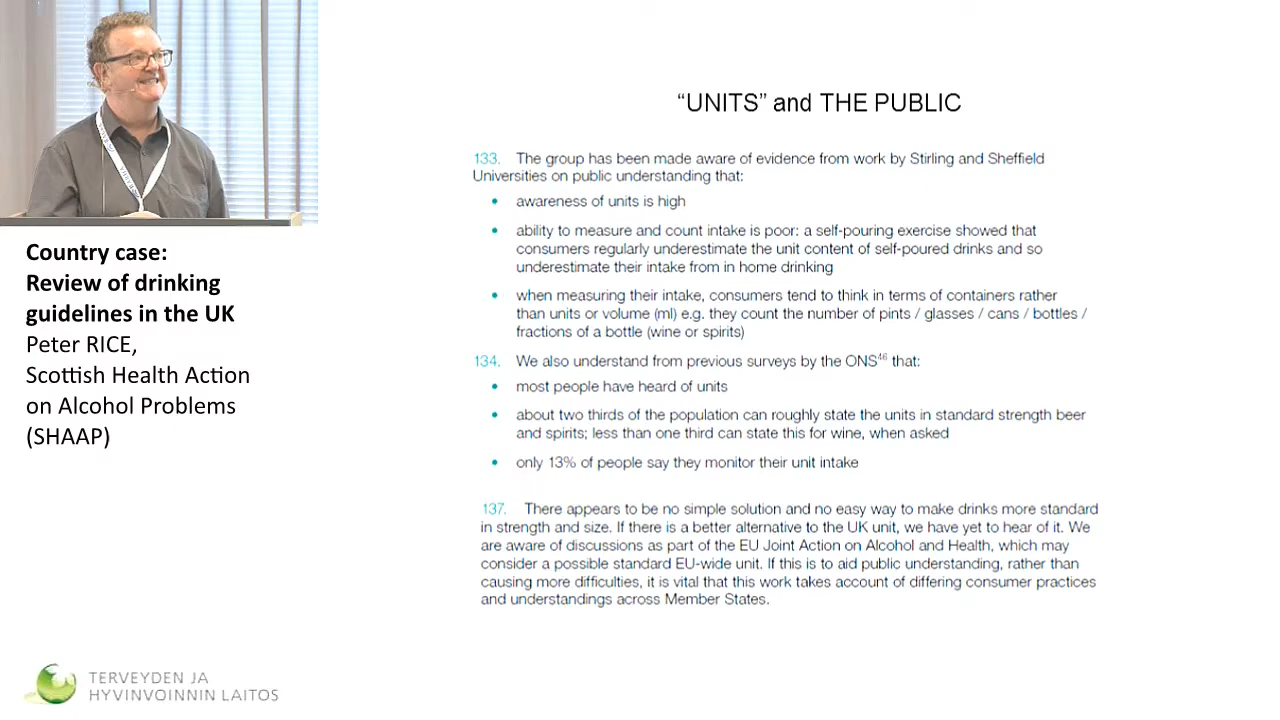 "UNITS" and THE PUBLIC
133. The group has been made aware of evidence from work by Stirling and Sheffield
Universities on public understanding that:
• awareness of units is high
• ability to measure and count intake is poor: a self-pouring exercise showed that
consumers regularly underestimate the unit content of self-poured drinks and so
underestimate their intake from in home drinking
• when measuring their intake, consumers tend to think in terms of containers rather
than units or volume (ml) e.g. they count the number of pints / glasses / cans / bottles /
fractions of a bottle (wine or spirits)
134. We also understand from previous surveys by the ONS46 that:
• most people have heard of units
• about two thirds of the population can roughly state the units in standard strength beer
and spirits; less than one third can state this for wine, when asked
• only 13% of people say they monitor their unit intake
137. There appears to be no simple solution and no easy way to make drinks more standard
in strength and size. If there is a better alternative to the UK unit, we have yet to hear of it. We
are aware of discussions as part of the EU Joint Action on Alcohol and Health, which may
consider a possible standard EU-wide unit. If this is to aid public understanding, rather than
causing more difficulties, it is vital that this work takes account of differing consumer practices
and understandings across Member States.
Country case:
Review of drinking
guidelines in the UK
Peter RICE,
Scottish Health Action
on Alcohol Problems
(SHAAP)
TERVEYDEN JA
HYVINVOINNIN LAITOS